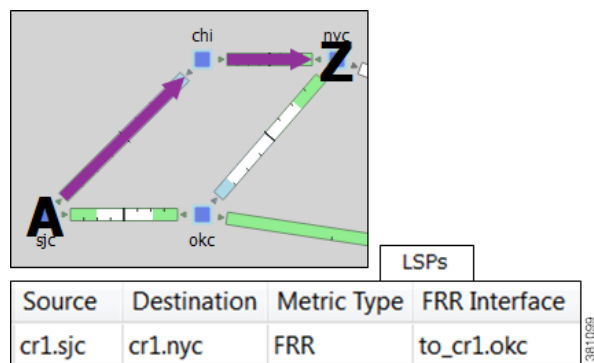 chi
nyc
Z
A
sjc
okc
LSPs
Source Destination Metric Type FRR Interface
cr1.sjc cr1.nyc FRR to_cr1.okc
381099